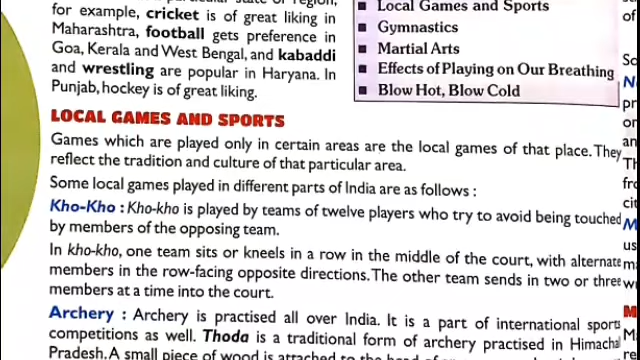 for example, cricket is of great liking in
Maharashtra, football gets preference in
Goa, Kerala and West Bengal, and kabaddi
and wrestling are popular in Haryana. In
Punjab, hockey is of great liking.
Local Games and Sports
Gymnastics
Martial Arts
Effects of Playing on Our Breathing
Blow Hot, Blow Cold
LOCAL GAMES AND SPORTS
Games which are played only in certain areas are the local games of that place. They
reflect the tradition and culture of that particular area.
Some local games played in different parts of India are as follows :
Kho-Kho : Kho-kho is played by teams of twelve players who try to avoid being touched
by members of the opposing team.
In kho-kho, one team sits or kneels in a row in the middle of the court, with alternate
members in the row-facing opposite directions. The other team sends in two or three
members at a time into the court.
Archery : Archery is practised all over India. It is a part of international sports
competitions as well. Thoda is a traditional form of archery practised in Himachal
Pradesh. A small piece of wood is attached to the head of